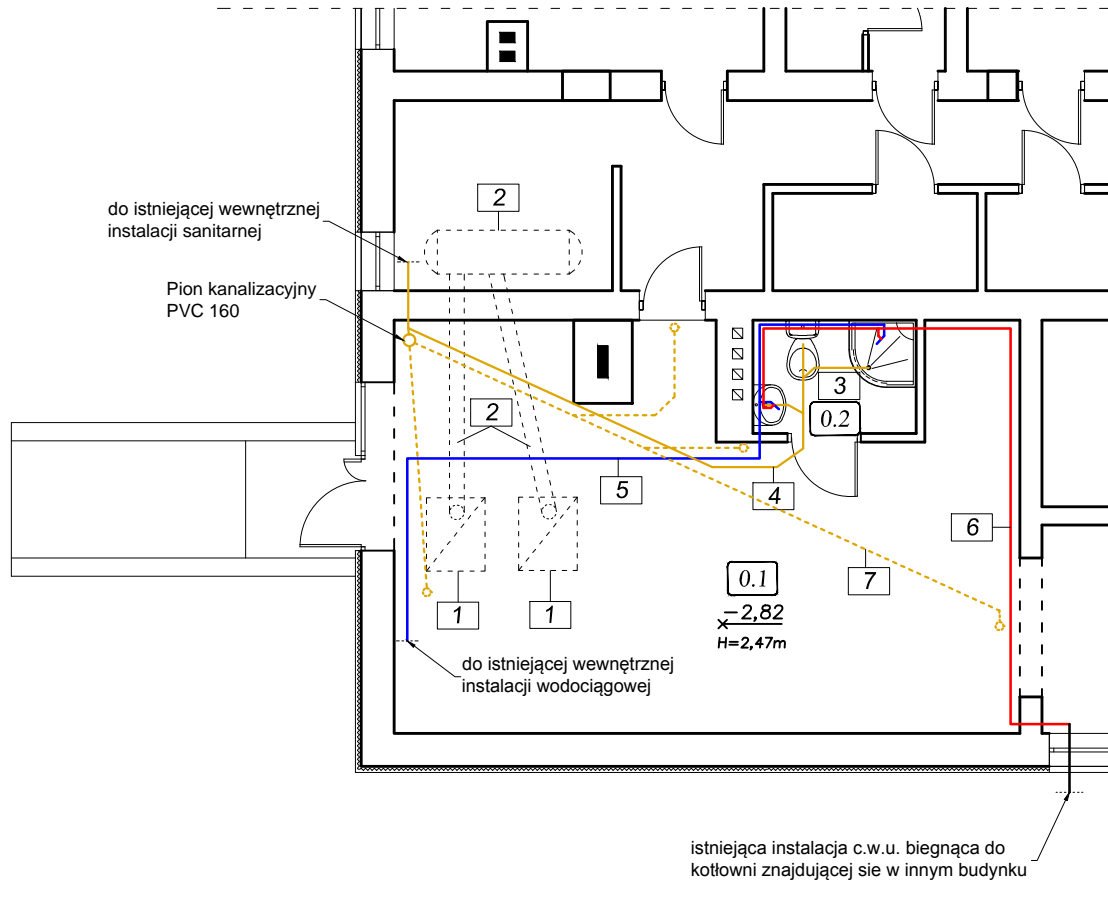 2
do istniejącej wewnętrznej
instalacji sanitarnej
Pion kanalizacyjny
PVC 160
3
0.2
2
5
4
6
7
0.1
1
1
-2,82
H=2,47m
do istniejącej wewnętrznej
instalacji wodociągowej
istniejąca instalacja c.w.u. biegnąca do
kotłowni znajdującej sie w innym budynku